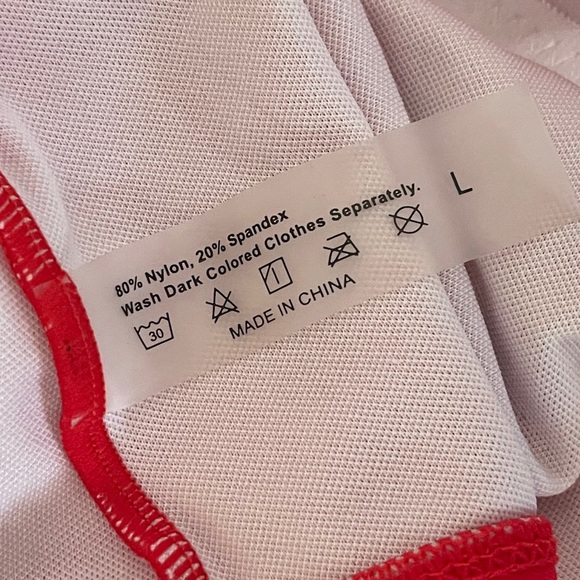 80% Nylon, 20% Spandex
Wash Dark Colored Clothes Separately.
L
30
MADE IN CHINA